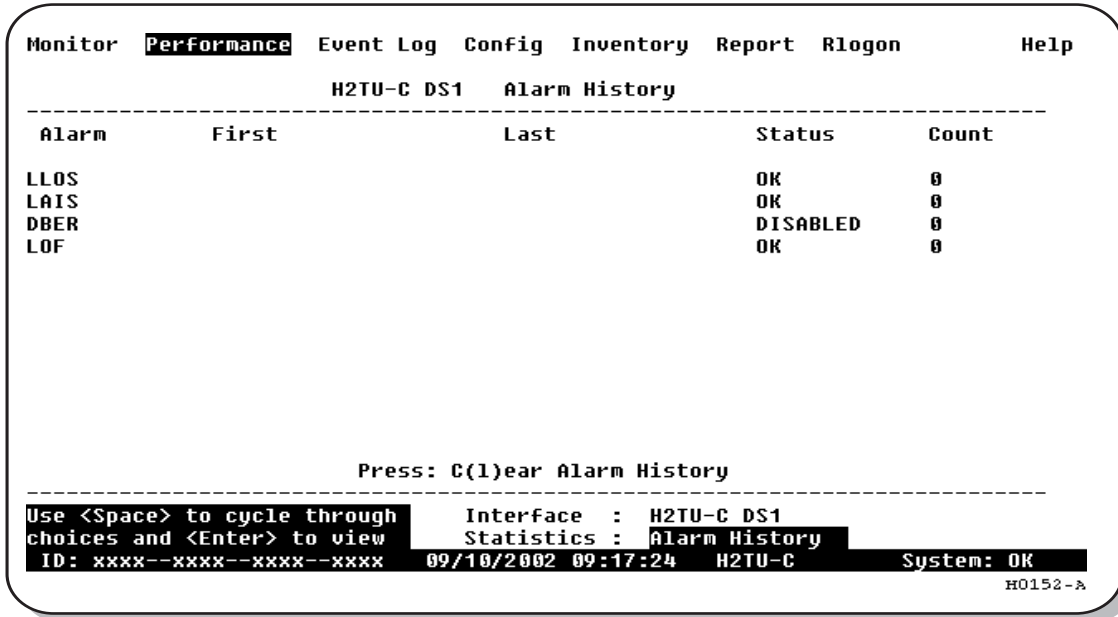 Monitor Performance Event Log Config Inventory Report Rlogon Help
H2TU-C DS1 Alarm History
Alarm First Last Status Count
LLOS OK 0
LAIS OK 0
DBER DISABLED 0
LOF OK 0
Press: C(l)ear Alarm History
Use <Space> to cycle through Interface : H2TU-C DS1
choices and <Enter> to view Statistics : Alarm History
ID: xxxx--xxxx--xxxx--xxxx 09/10/2002 09:17:24 H2TU-C System: OK
H0152-A